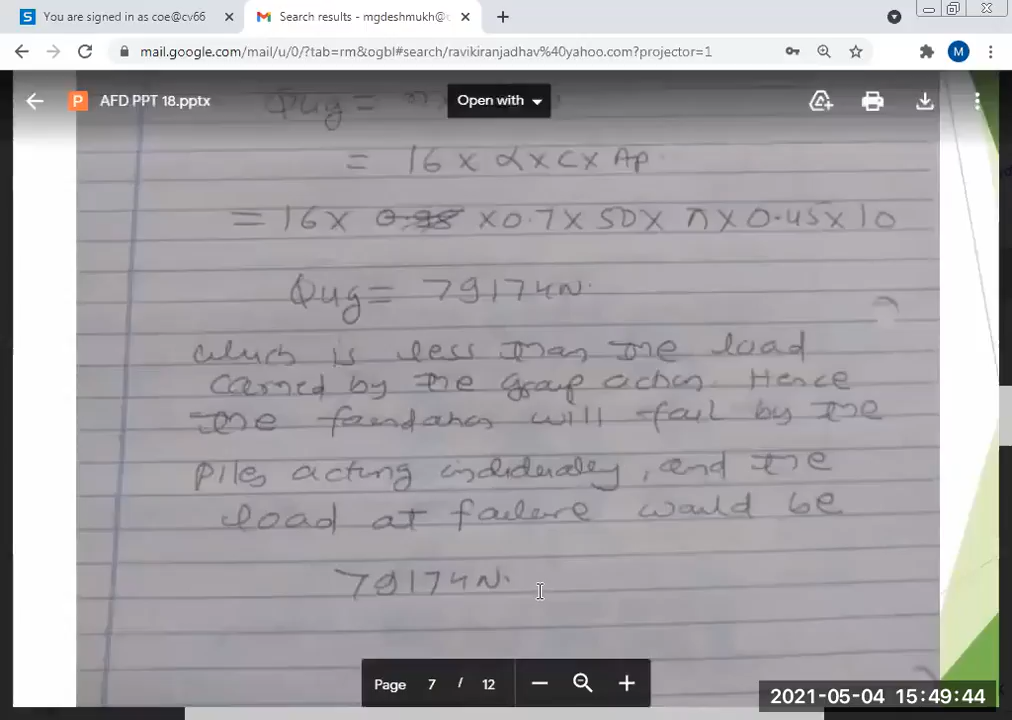 You are signed in as coe@cv66
Search results - mgdeshmukh@c
mail.google.com/mail/u/0/?tab=rm&ogbl#search/ravikiranjadhav%40yahoo.com?projector=1
M
P AFD PPT 18.pptx
Open with
Qug =
= 16 x α x C x Ap.
= 16 x 0.7 x 50 x π x 0.45 x 10
Qug = 79174N.
which is less than the load
carried by the group action. Hence
the foundation will fail by the
piles acting individually, and the
load at failure would be
79174N.
Page 7 / 12
2021-05-04 15:49:44